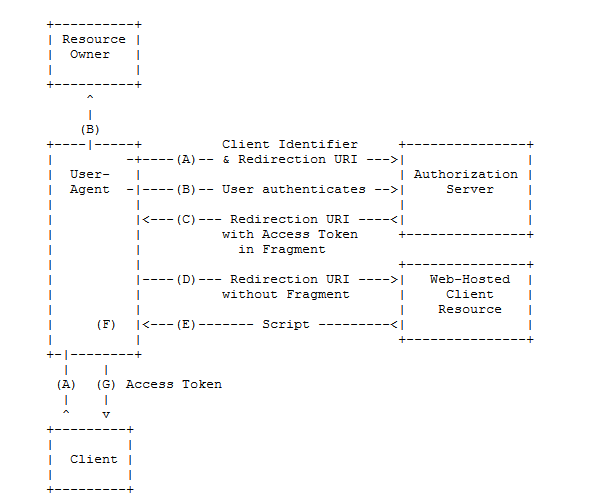 +-----------+
| Resource |
| Owner |
| |
+-----------+
^
|
(B)
+----|-----+ Client Identifier +---------------+
| -+----(A)-- & Redirection URI --->| |
| User- | | Authorization |
| Agent -|----(B)-- User authenticates -->| Server |
| | | |
| |<---(C)--- Redirection URI ----<| |
| | with Access Token +---------------+
| | in Fragment
| | +---------------+
| |----(D)--- Redirection URI ---->| Web-Hosted |
| | without Fragment | Client |
| | | Resource |
| (F) |<---(E)------- Script ---------<| |
| | +---------------+
+-|--------+
| |
(A) (G) Access Token
| |
^ v
+---------+
| |
| Client |
| |
+---------+